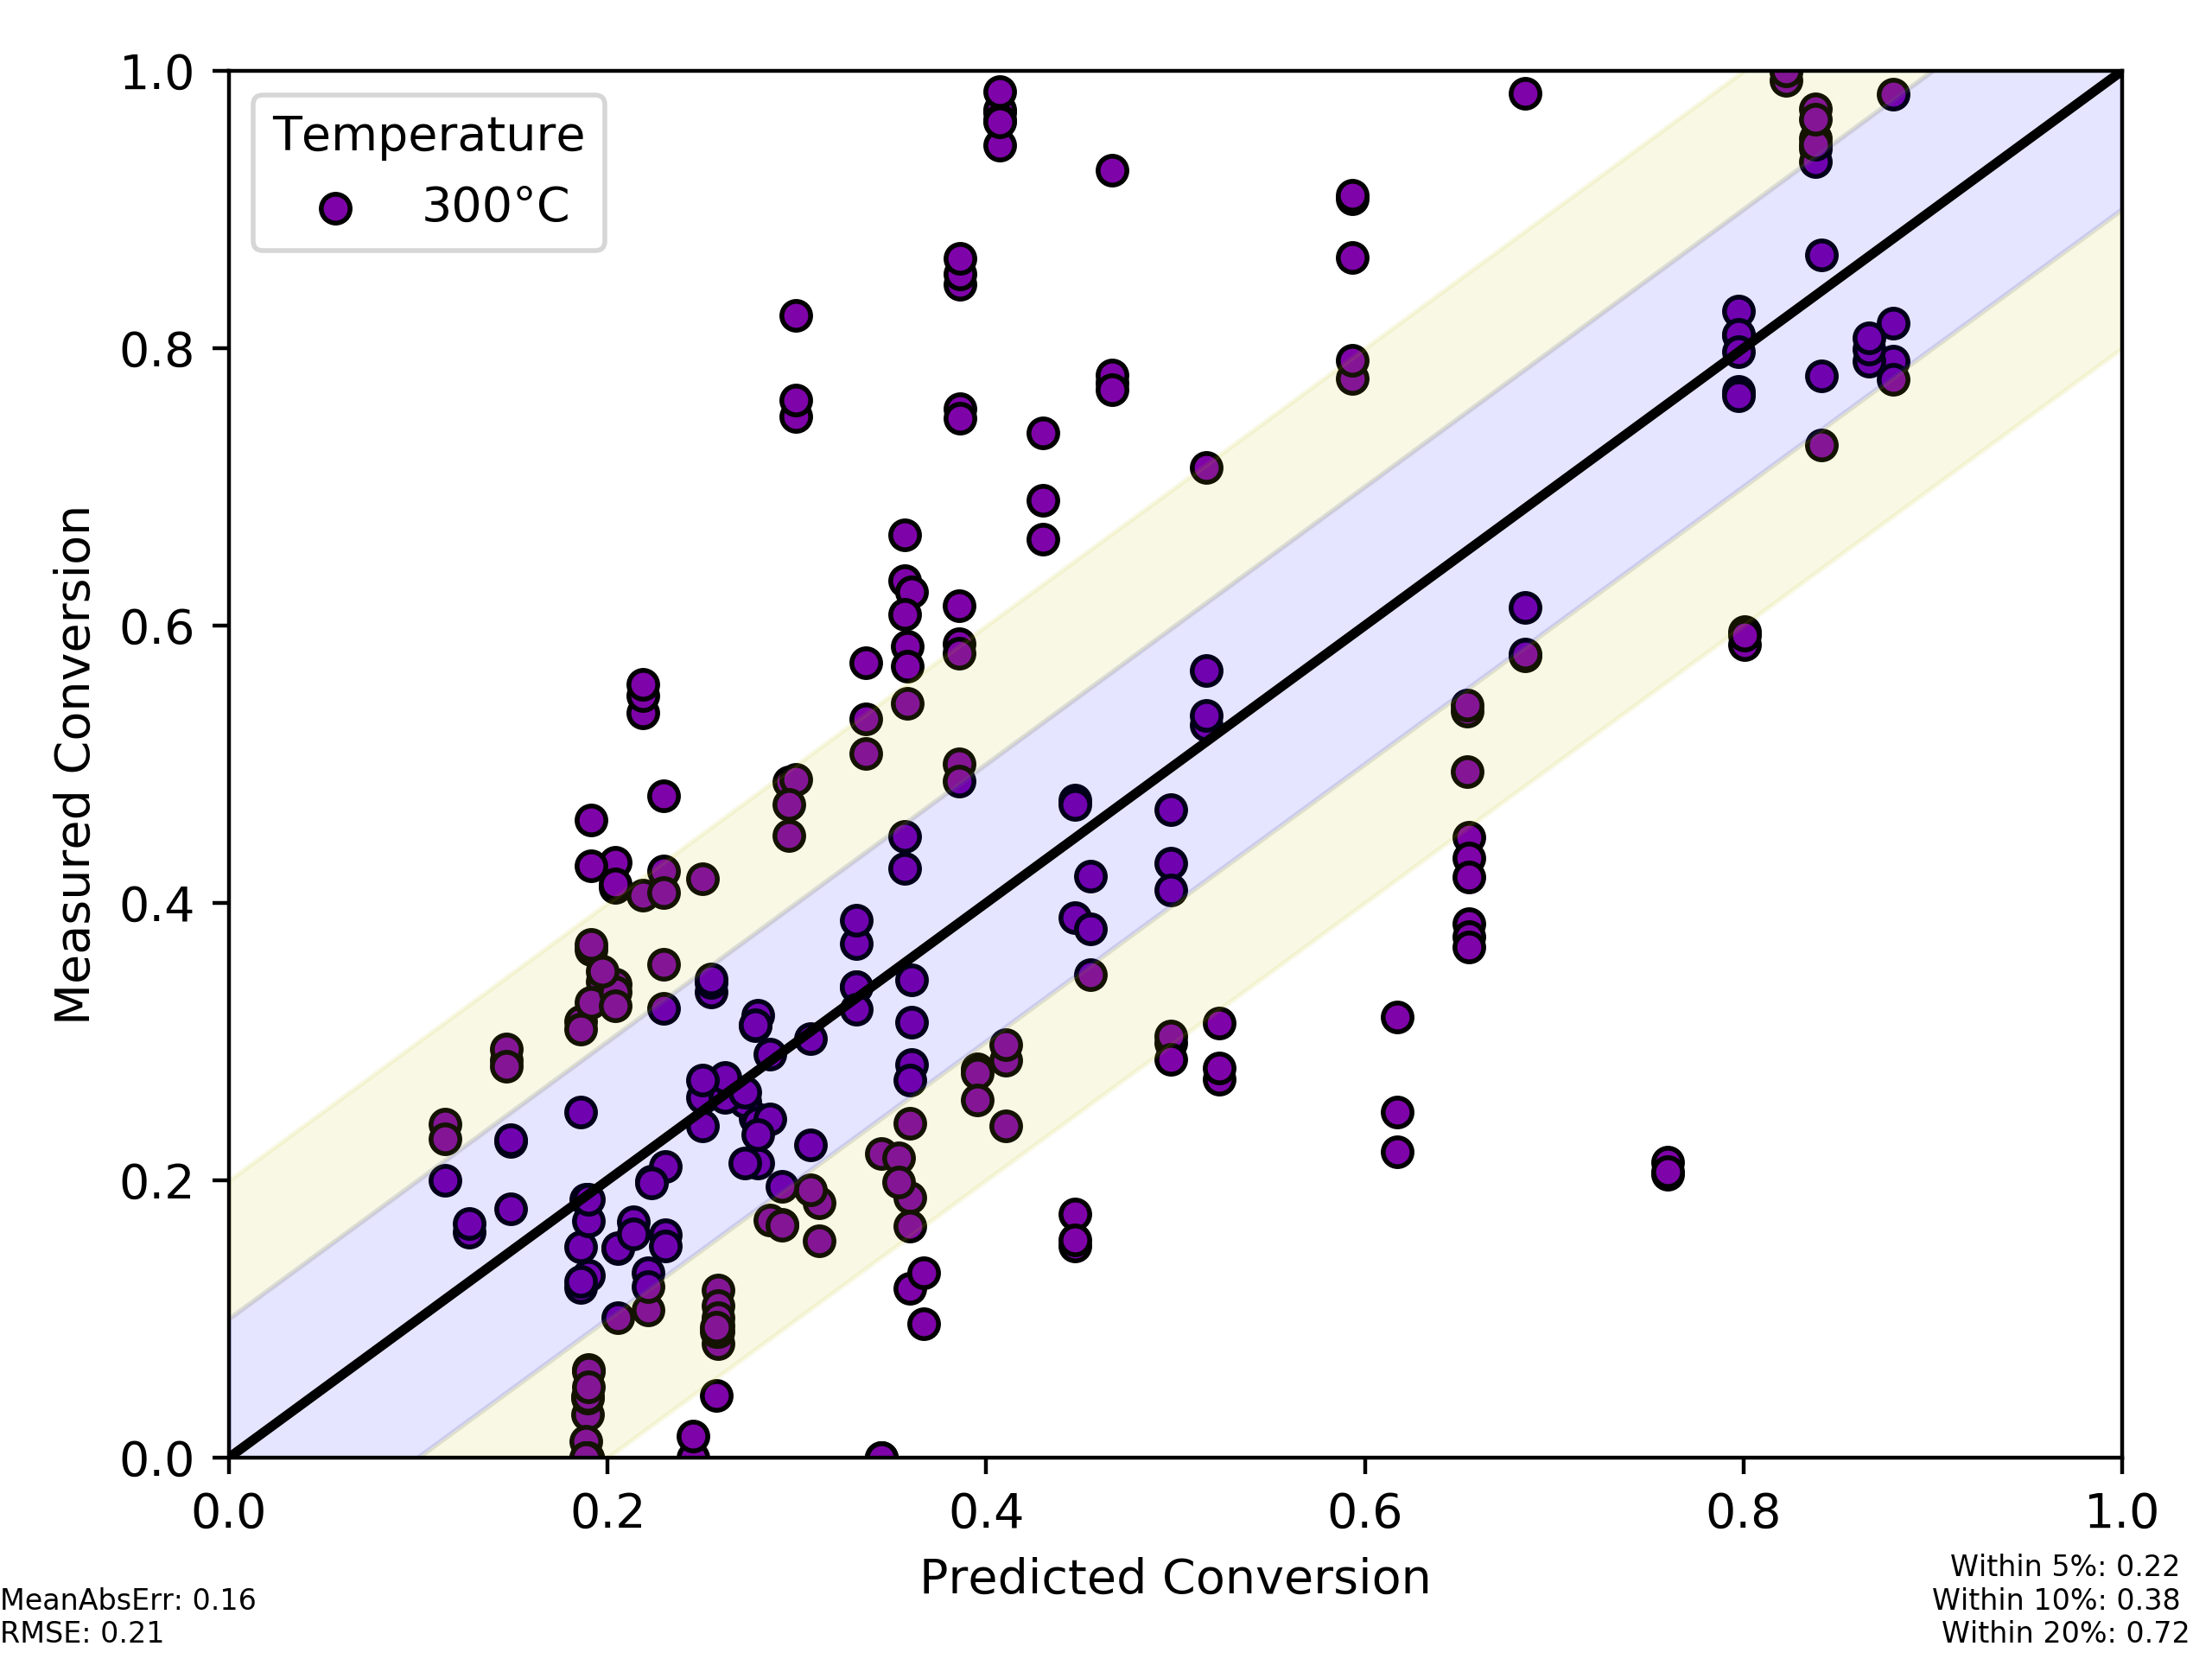 1.0
0.8
0.6
0.4
0.2
0.0
Measured Conversion
Temperature
300°C
0.0 0.2 0.4 0.6 0.8 1.0
Predicted Conversion
MeanAbsErr: 0.16
RMSE: 0.21
Within 5%: 0.22
Within 10%: 0.38
Within 20%: 0.72